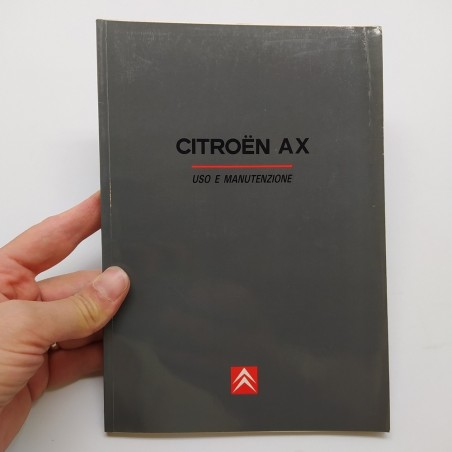 CITROËN AX
USO E MANUTENZIONE